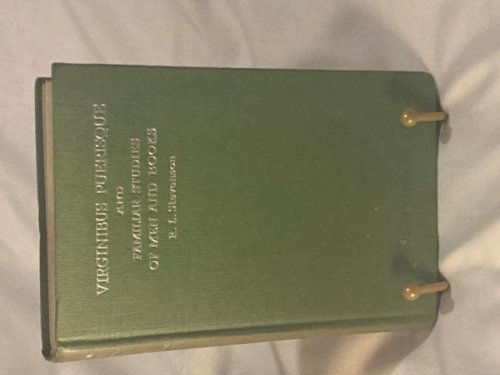 VIRGINIBUS PUERISQUE
AND
FAMILIAR STUDIES
OF MEN AND BOOKS
R. L. Stevenson